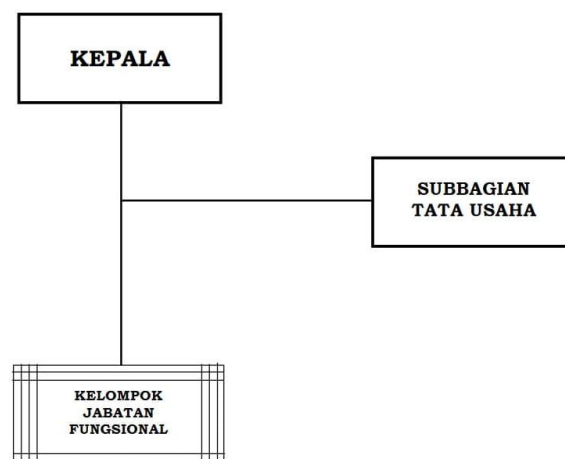 KEPALA
SUBBAGIAN
TATA USAHA
KELOMPOK
JABATAN
FUNGSIONAL